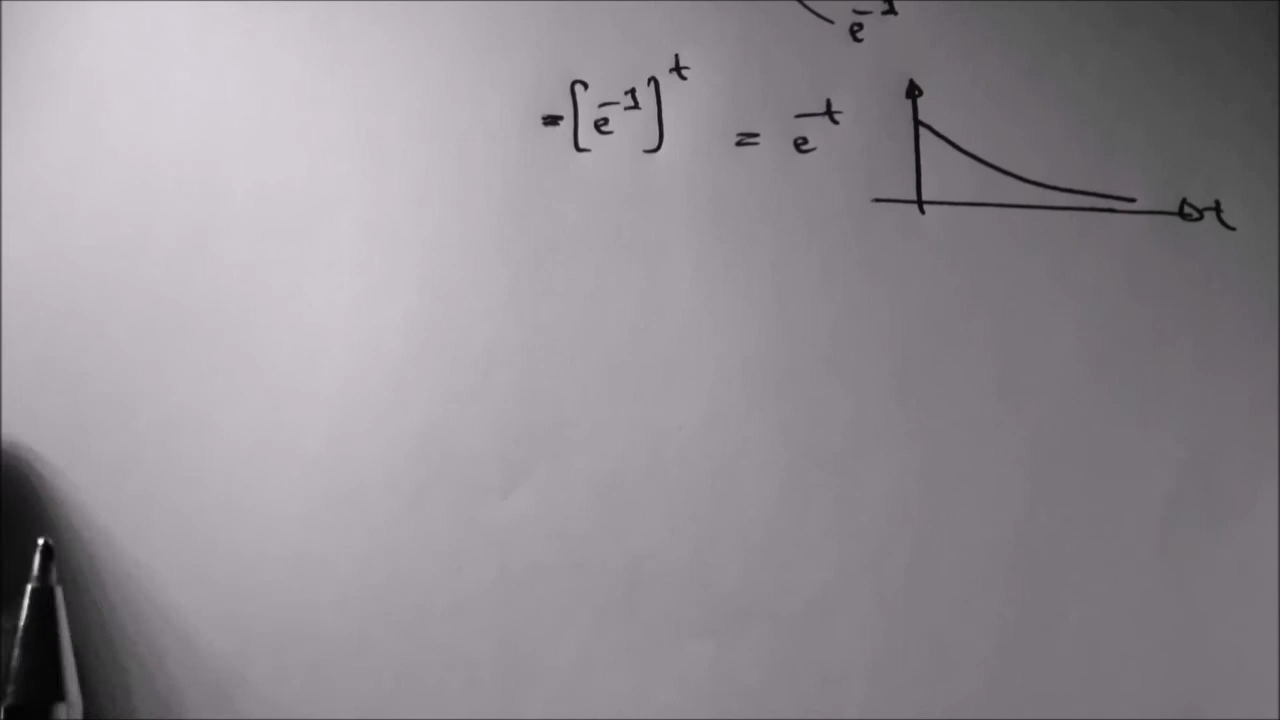 e⁻¹
= [e⁻¹]ᵗ = e⁻ᵗ
t